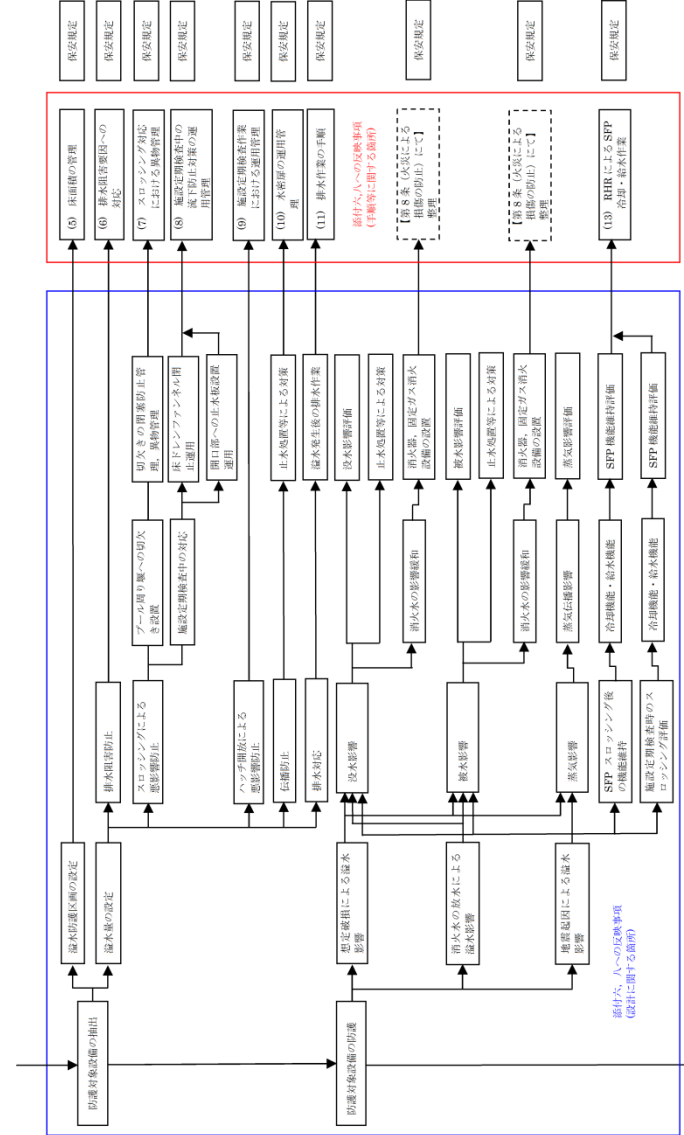 防護対象設備の抽出
溢水防護区画の設定
(5) 床面積の管理
保安規定
溢水量の設定
排水阻害防止
(6) 排水阻害要因への
対応
保安規定
スロッシングによる
悪影響防止
プール周り堰への切欠
き設置
切欠きの閉塞防止管
理，異物管理
(7) スロッシング対応
における異物管理
保安規定
施設定期検査中の対応
床ドレンファンネル閉
止運用
開口部への止水板設置
運用
(8) 施設定期検査中の
流下防止対策の運
用管理
保安規定
ハッチ開放による
悪影響防止
(9) 施設定期検査作業
における運用管理
保安規定
伝播防止
止水処置等による対策
(10) 水密扉の運用管
理
保安規定
排水対応
溢水発生後の排水作業
(11) 排水作業の手順
保安規定
防護対象設備の防護
想定破損による溢水
影響
消火水の放水による
溢水影響
地震起因による溢水
影響
没水影響
没水影響評価
止水処置等による対策
消火水の影響緩和
消火器，固定ガス消火
設備の設置
【第8条（火災による
損傷の防止）にて】
整理
保安規定
被水影響
被水影響評価
止水処置等による対策
消火水の影響緩和
消火器，固定ガス消火
設備の設置
【第8条（火災による
損傷の防止）にて】
整理
保安規定
蒸気影響
蒸気伝播影響
蒸気影響評価
SFP スロッシング後
の機能維持
冷却機能・給水機能
SFP 機能維持評価
(13) RHR による SFP
冷却・給水作業
保安規定
施設定期検査時のス
ロッシング評価
冷却機能・給水機能
SFP 機能維持評価
添付六，八への反映事項
(設計に関する箇所)
添付六,八への反映事項
(手順等に関する箇所)